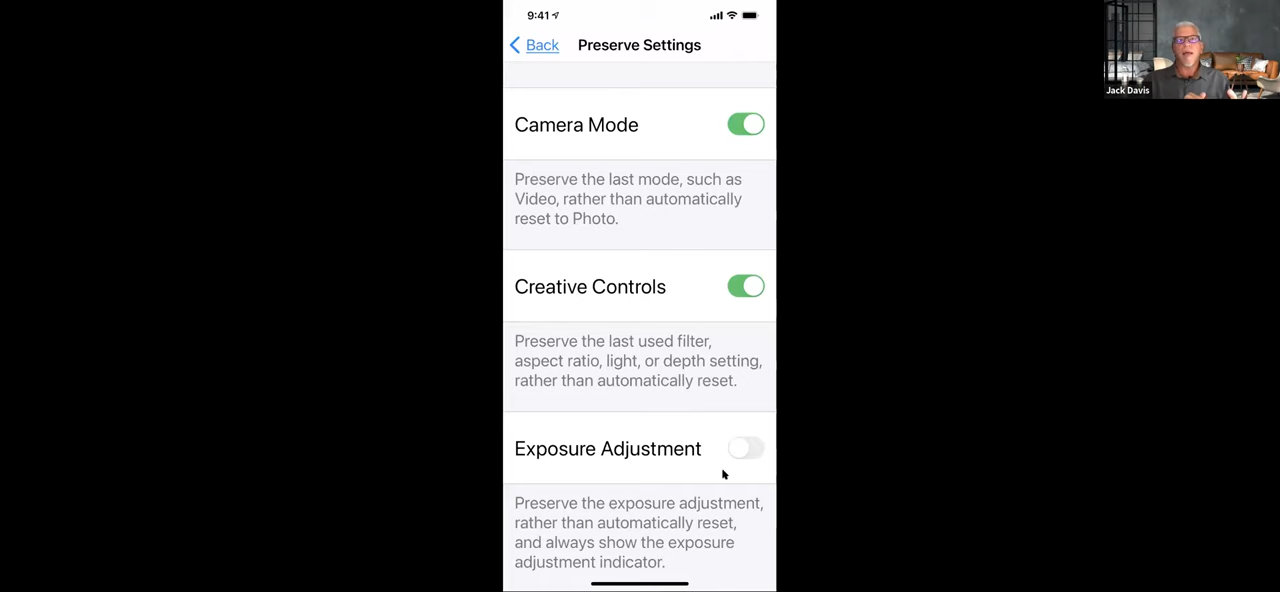 9:41
Back
Preserve Settings
Camera Mode
Preserve the last mode, such as
Video, rather than automatically
reset to Photo.
Creative Controls
Preserve the last used filter,
aspect ratio, light, or depth setting,
rather than automatically reset.
Exposure Adjustment
Preserve the exposure adjustment,
rather than automatically reset,
and always show the exposure
adjustment indicator.
Jack Davis